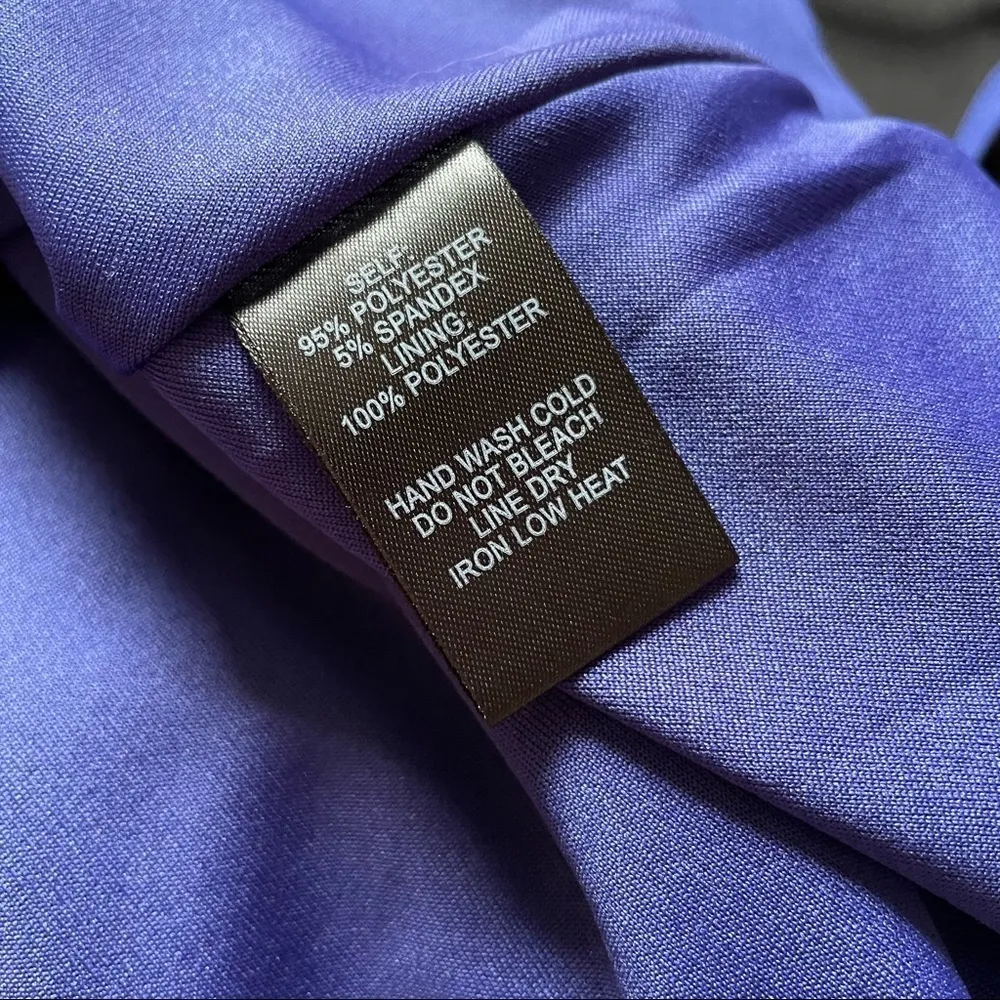 SELF:
95% POLYESTER
5% SPANDEX
LINING:
100% POLYESTER
HAND WASH COLD
DO NOT BLEACH
LINE DRY
IRON LOW HEAT